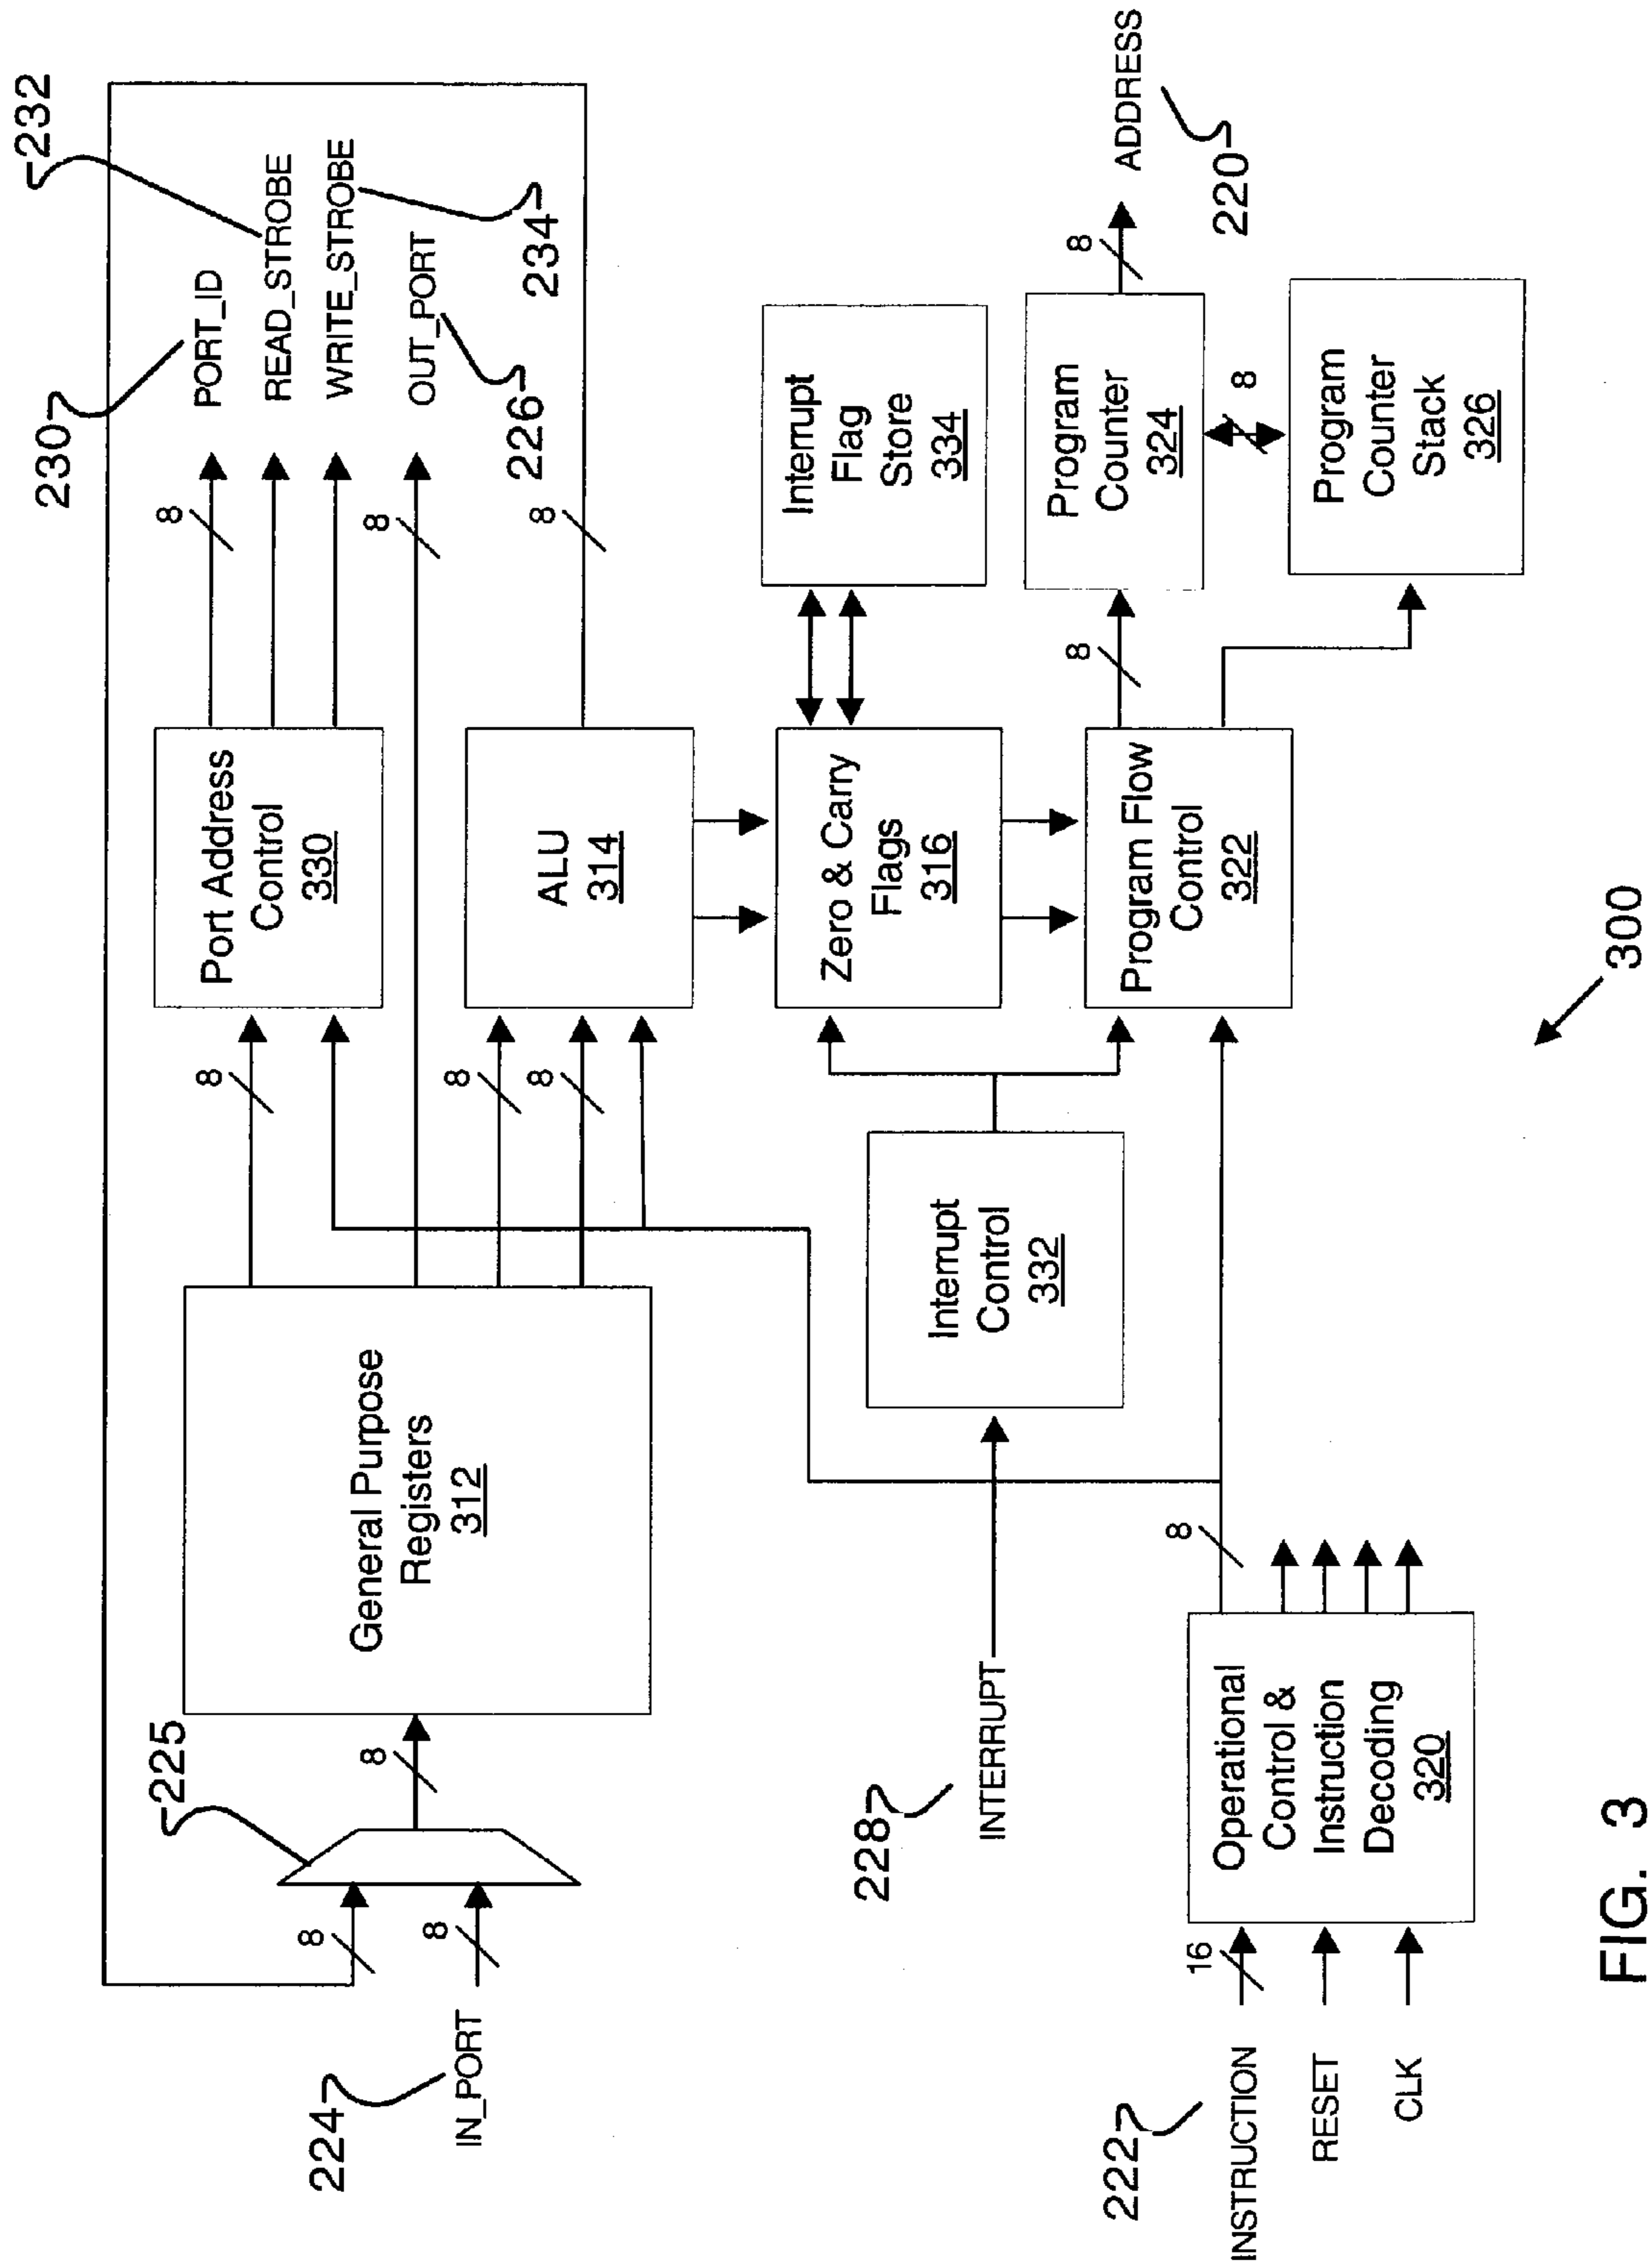 232
230
PORT_ID
READ_STROBE
WRITE_STROBE
OUT_PORT
234
226
8
8
8
Port Address
Control
330
8
225
General Purpose
Registers
312
8
8
8
8
8
224
IN_PORT
ALU
314
Zero & Carry
Flags
316
Interrupt
Flag
Store
334
228
INTERRUPT
Interrupt
Control
332
Program Flow
Control
322
8
Program
Counter
324
8
ADDRESS
220
8
Program
Counter
Stack
326
222
INSTRUCTION
16
RESET
CLK
Operational
Control &
Instruction
Decoding
320
8
300
FIG. 3